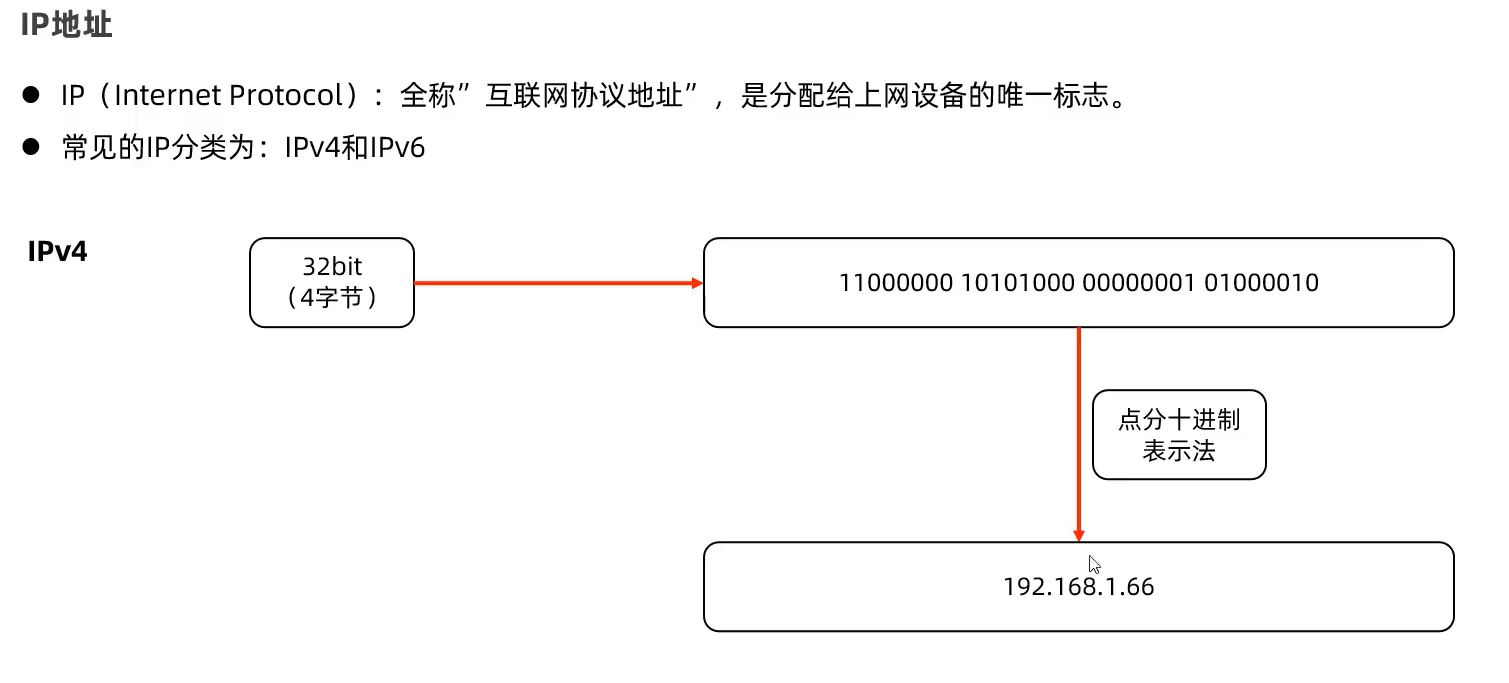 IP地址
● IP（Internet Protocol）：全称”互联网协议地址”，是分配给上网设备的唯一标志。
● 常见的IP分类为：IPv4和IPv6
IPv4
32bit
（4字节）
11000000 10101000 00000001 01000010
点分十进制
表示法
192.168.1.66